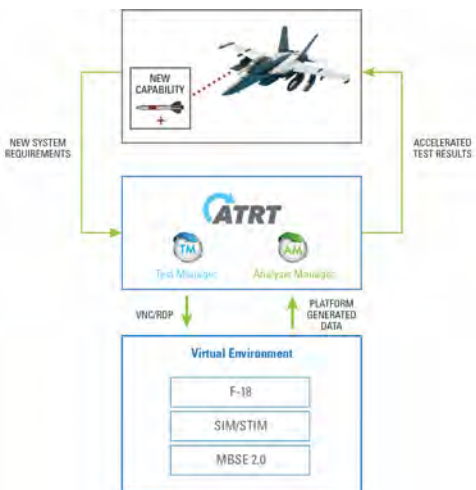 NEW
CAPABILITY
+
NEW SYSTEM
REQUIREMENTS
ACCELERATED
TEST RESULTS
ATRT
TM
AM
Test Manager
Analysis Manager
VNC/RDP
PLATFORM
GENERATED
DATA
Virtual Environment
F-18
SIM/STIM
MBSE 2.0